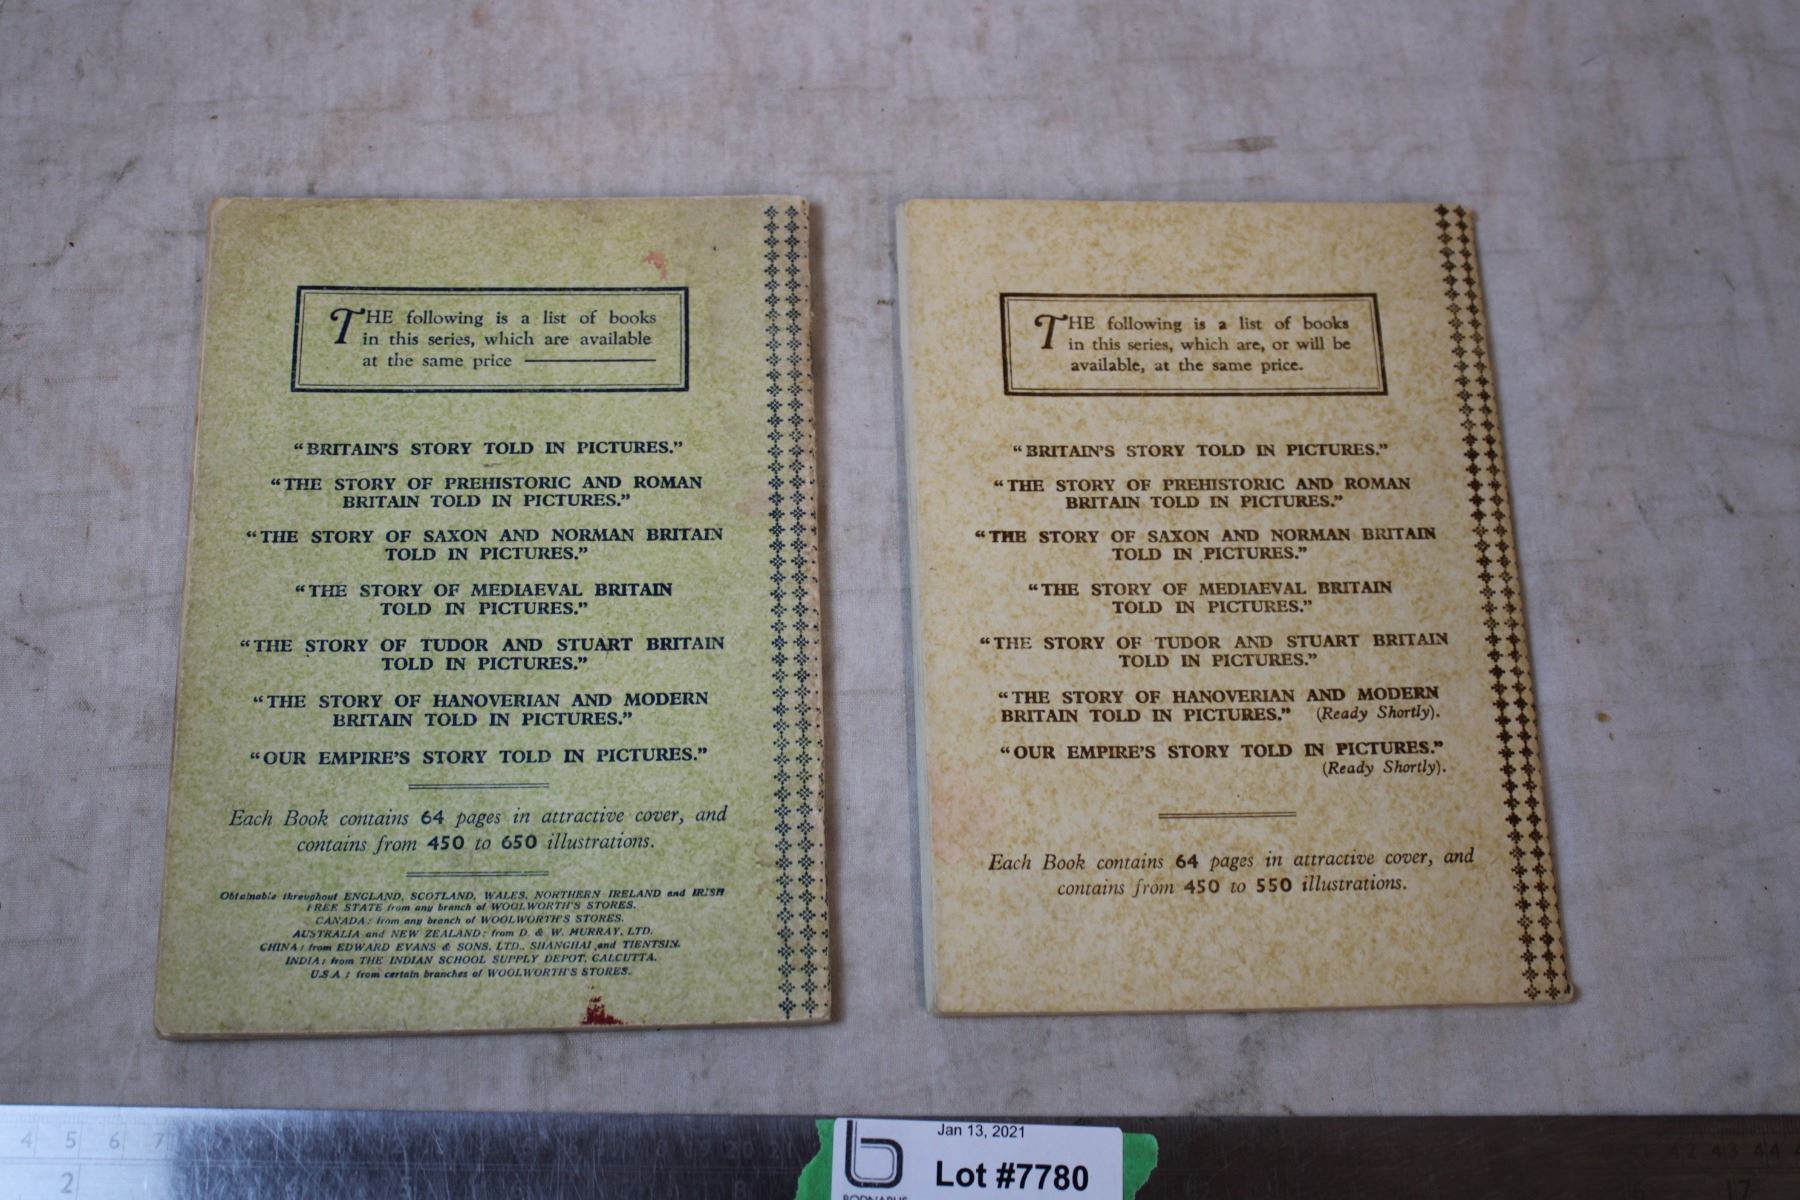 THE following is a list of books
in this series, which are available
at the same price
"BRITAIN'S STORY TOLD IN PICTURES."
"THE STORY OF PREHISTORIC AND ROMAN
BRITAIN TOLD IN PICTURES."
"THE STORY OF SAXON AND NORMAN BRITAIN
TOLD IN PICTURES."
"THE STORY OF MEDIAEVAL BRITAIN
TOLD IN PICTURES."
"THE STORY OF TUDOR AND STUART BRITAIN
TOLD IN PICTURES."
"THE STORY OF HANOVERIAN AND MODERN
BRITAIN TOLD IN PICTURES."
"OUR EMPIRE'S STORY TOLD IN PICTURES."
Each Book contains 64 pages in attractive cover, and
contains from 450 to 650 illustrations.
Obtainable throughout ENGLAND, SCOTLAND, WALES, NORTHERN IRELAND and IRISH
FREE STATE from any branch of WOOLWORTH'S STORES.
CANADA: from any branch of WOOLWORTH'S STORES.
AUSTRALIA and NEW ZEALAND: from D. & W. MURRAY, LTD.
CHINA: from EDWARD EVANS & SONS, LTD., SHANGHAI and TIENTSIN.
INDIA: from THE INDIAN SCHOOL SUPPLY DEPOT, CALCUTTA.
U.S.A.: from certain branches of WOOLWORTH'S STORES.
THE following is a list of books
in this series, which are, or will be
available, at the same price.
"BRITAIN'S STORY TOLD IN PICTURES."
"THE STORY OF PREHISTORIC AND ROMAN
BRITAIN TOLD IN PICTURES."
"THE STORY OF SAXON AND NORMAN BRITAIN
TOLD IN PICTURES."
"THE STORY OF MEDIAEVAL BRITAIN
TOLD IN PICTURES."
"THE STORY OF TUDOR AND STUART BRITAIN
TOLD IN PICTURES."
"THE STORY OF HANOVERIAN AND MODERN
BRITAIN TOLD IN PICTURES." (Ready Shortly).
"OUR EMPIRE'S STORY TOLD IN PICTURES."
(Ready Shortly).
Each Book contains 64 pages in attractive cover, and
contains from 450 to 550 illustrations.
4 5 6 7
2
Jan 13, 2021
Lot #7780